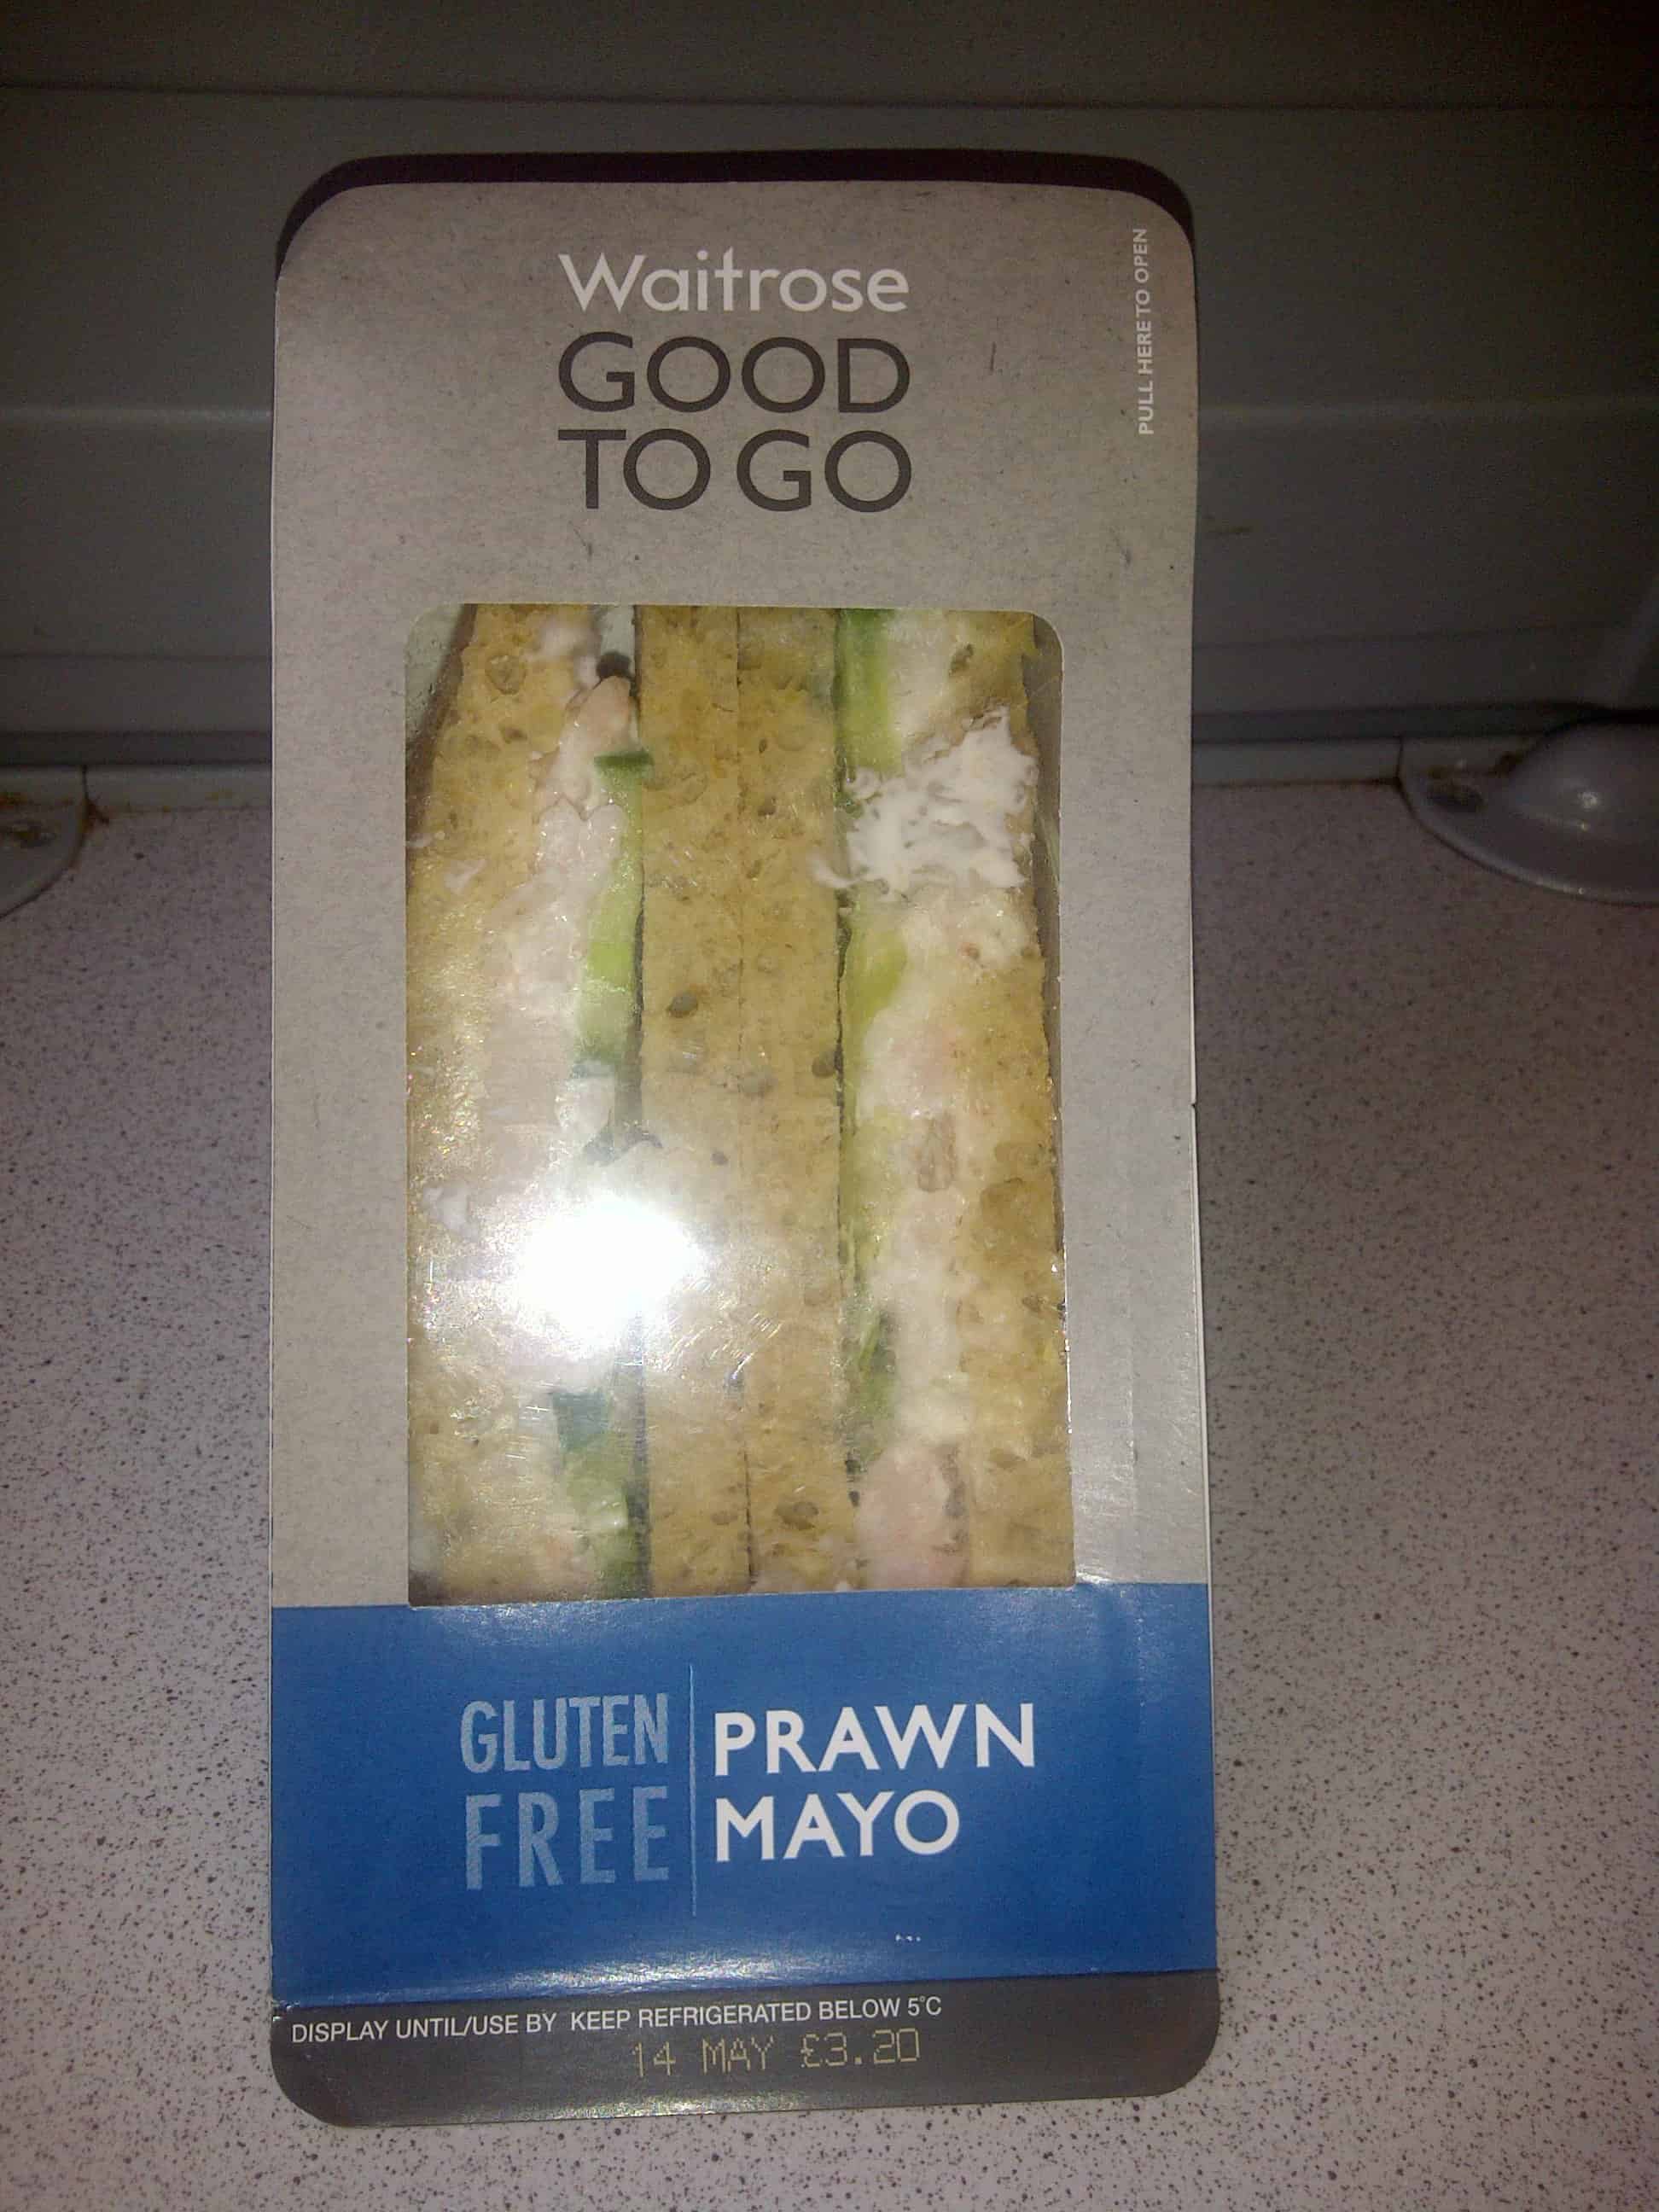 Waitrose
GOOD
TO GO
PULL HERE TO OPEN
GLUTEN
FREE
PRAWN
MAYO
DISPLAY UNTIL/USE BY KEEP REFRIGERATED BELOW 5°C
14 MAY £3.20